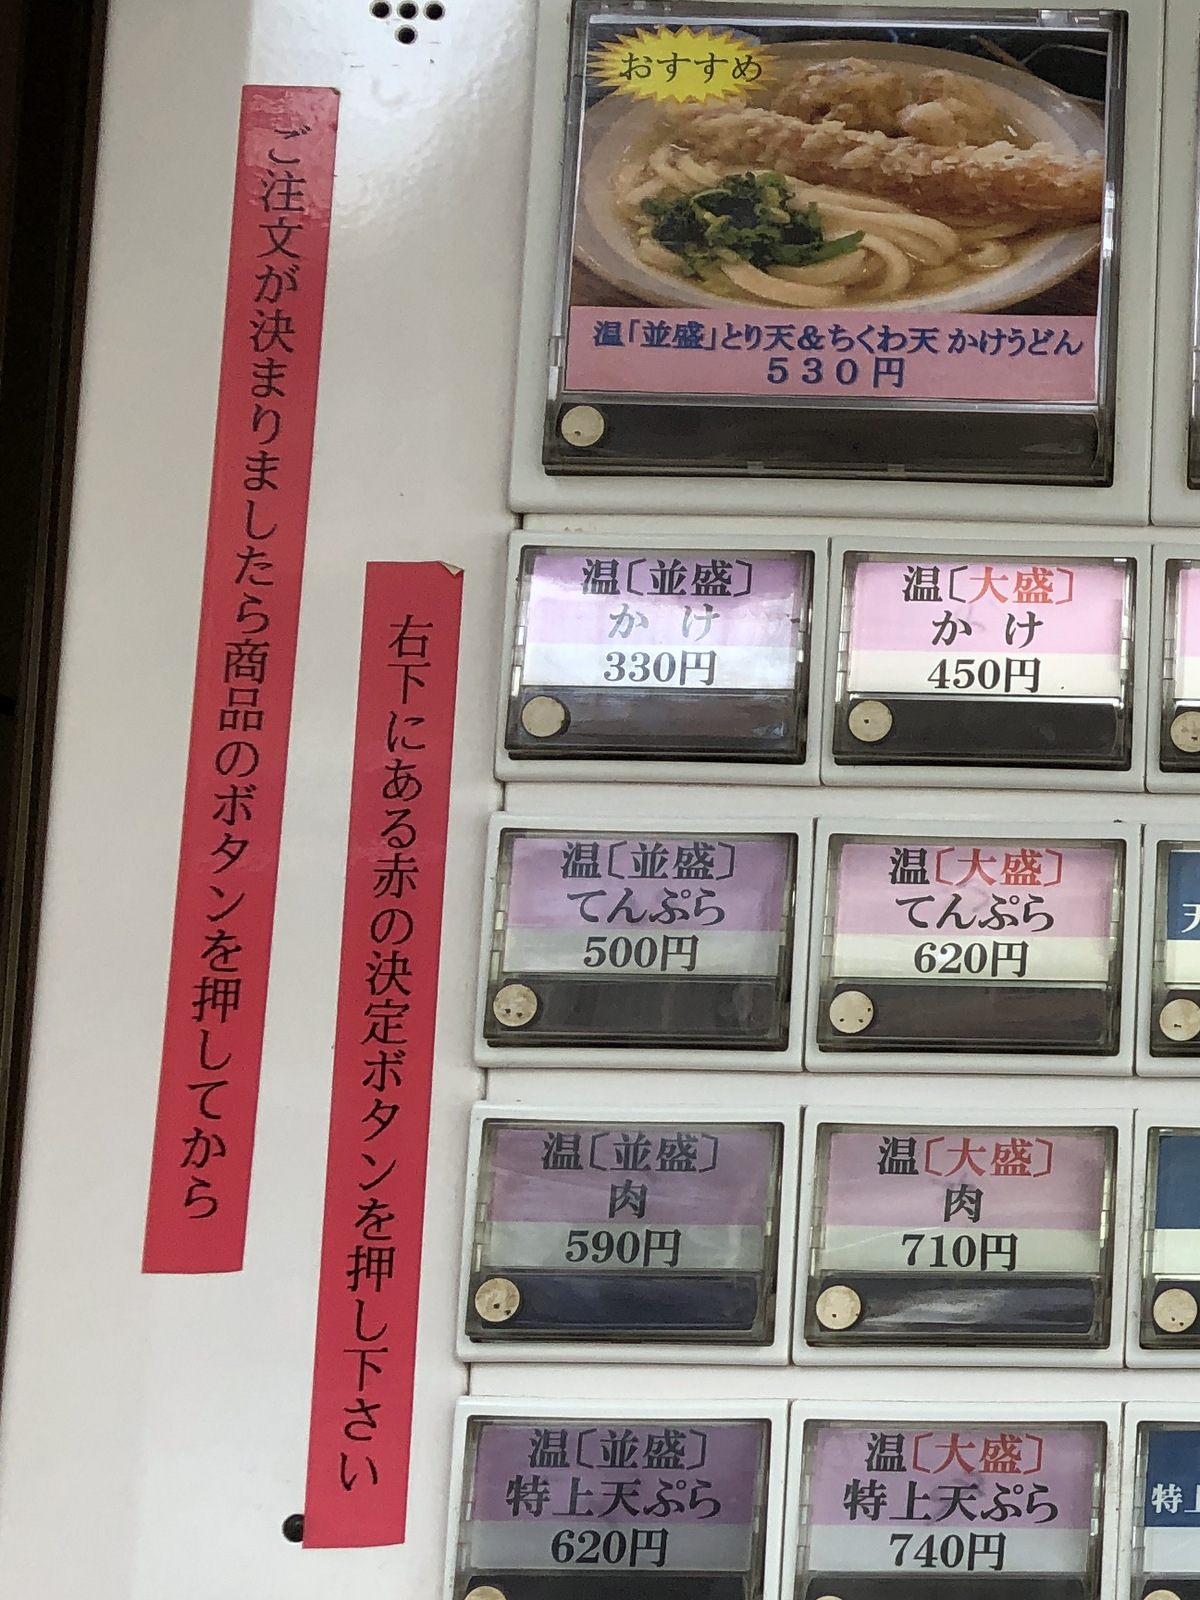 ご注文が決まりましたら商品のボタンを押してから
右下にある赤の決定ボタンを押し下さい
おすすめ
温「並盛」とり天&ちくわ天 かけうどん
530円
温〔並盛〕
かけ
330円
温〔大盛〕
かけ
450円
温〔並盛〕
てんぷら
500円
温〔大盛〕
てんぷら
620円
天
温〔並盛〕
肉
590円
温〔大盛〕
肉
710円
温〔並盛〕
特上天ぷら
620円
温〔大盛〕
特上天ぷら
740円
特上